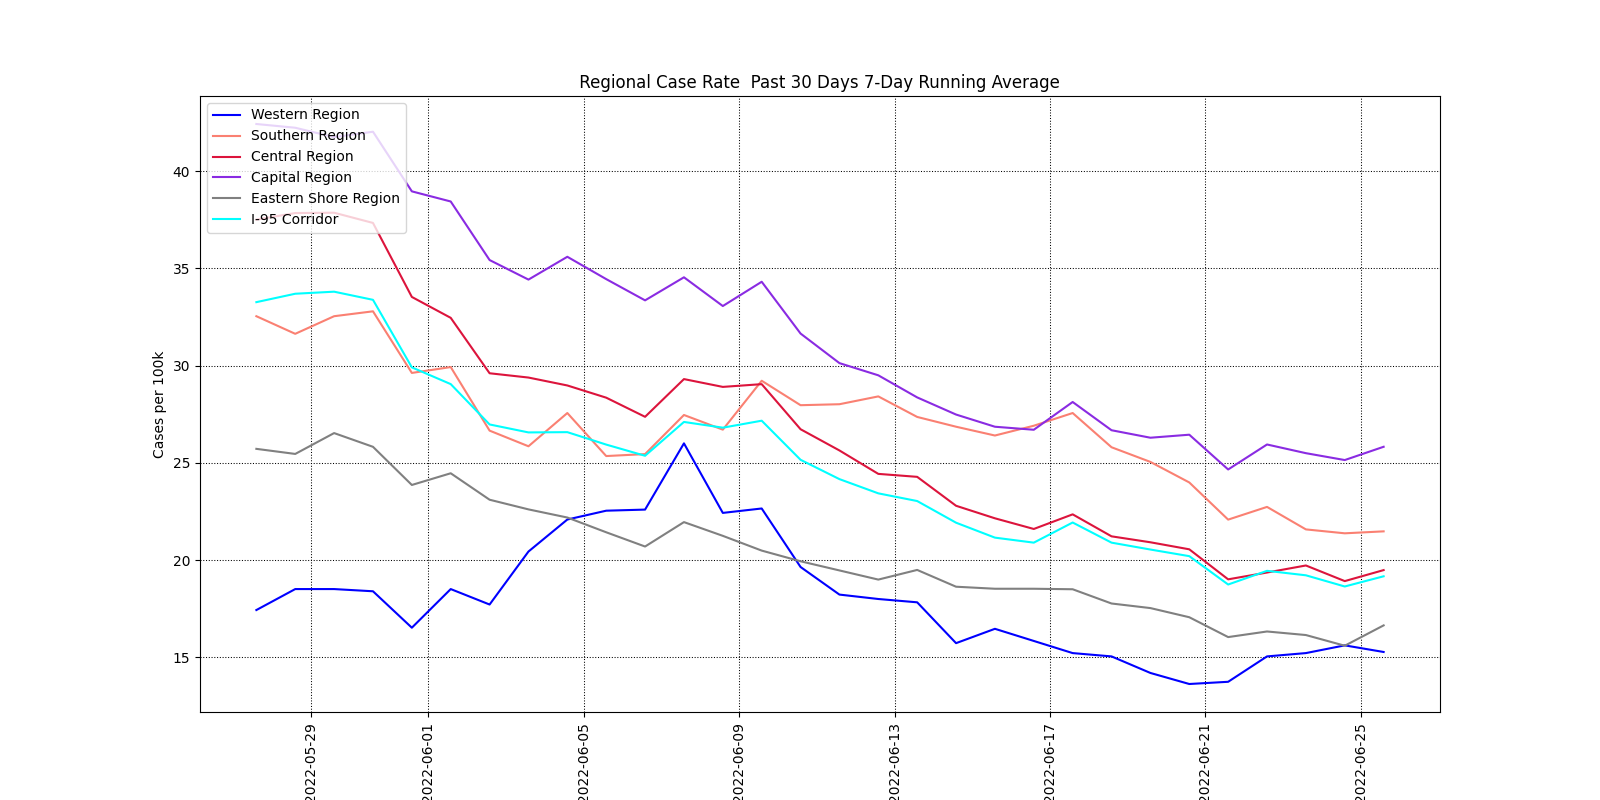 Regional Case Rate  Past 30 Days 7-Day Running Average
Western Region
Southern Region
Central Region
Capital Region
Eastern Shore Region
I-95 Corridor
Cases per 100k
40
35
30
25
20
15
2022-05-29
2022-06-01
2022-06-05
2022-06-09
2022-06-13
2022-06-17
2022-06-21
2022-06-25